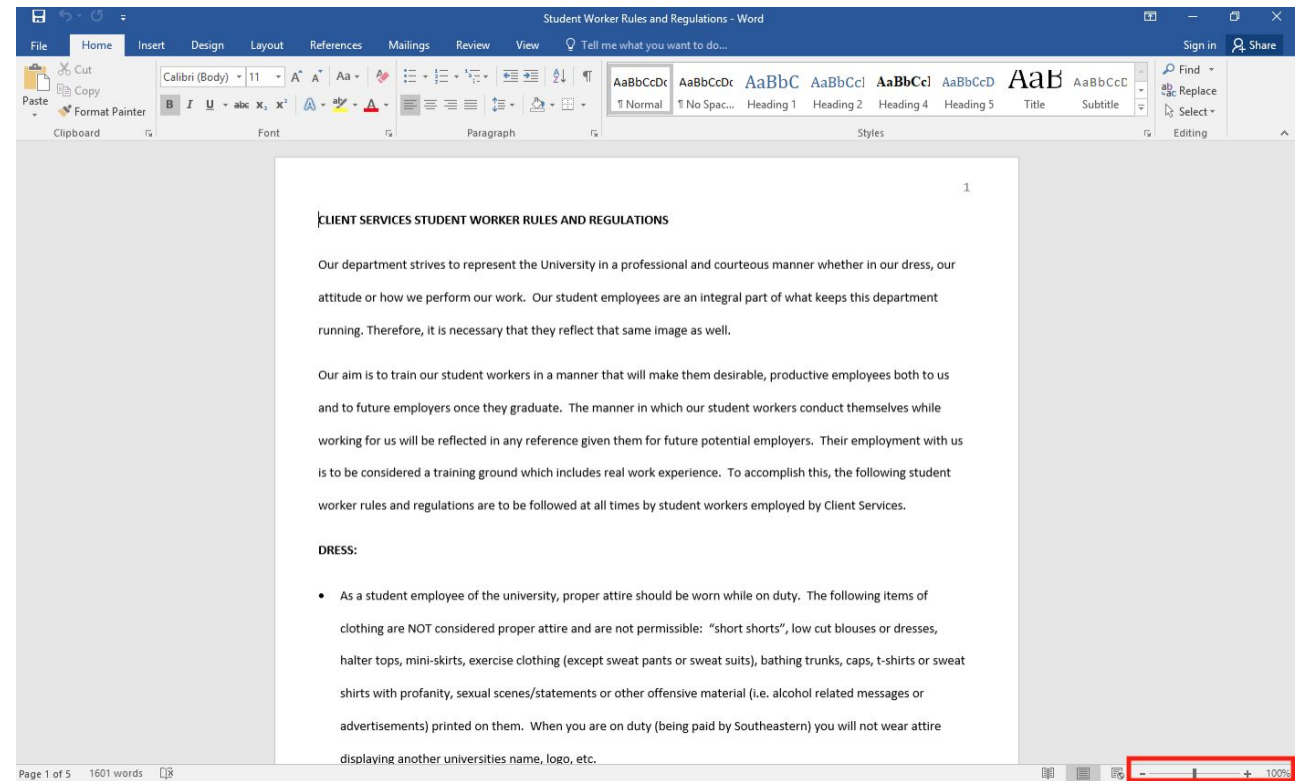 Student Worker Rules and Regulations - Word
File Home Insert Design Layout References Mailings Review View Tell me what you want to do... Sign in Share
Paste
Cut
Copy
Format Painter
Clipboard
Calibri (Body) 11 A A Aa
B I U abc X₂ X² A aby A
Font
Paragraph
AaBbCcDc AaBbCcDc AaBbC AaBbCcl AaBbCcl AaBbCcD AaB AaBbCcD
¶ Normal ¶ No Spac... Heading 1 Heading 2 Heading 4 Heading 5 Title Subtitle
Styles
Find
Replace
Select
Editing
1
CLIENT SERVICES STUDENT WORKER RULES AND REGULATIONS
Our department strives to represent the University in a professional and courteous manner whether in our dress, our
attitude or how we perform our work. Our student employees are an integral part of what keeps this department
running. Therefore, it is necessary that they reflect that same image as well.
Our aim is to train our student workers in a manner that will make them desirable, productive employees both to us
and to future employers once they graduate. The manner in which our student workers conduct themselves while
working for us will be reflected in any reference given them for future potential employers. Their employment with us
is to be considered a training ground which includes real work experience. To accomplish this, the following student
worker rules and regulations are to be followed at all times by student workers employed by Client Services.
DRESS:
• As a student employee of the university, proper attire should be worn while on duty. The following items of
clothing are NOT considered proper attire and are not permissible: “short shorts”, low cut blouses or dresses,
halter tops, mini-skirts, exercise clothing (except sweat pants or sweat suits), bathing trunks, caps, t-shirts or sweat
shirts with profanity, sexual scenes/statements or other offensive material (i.e. alcohol related messages or
advertisements) printed on them. When you are on duty (being paid by Southeastern) you will not wear attire
displaying another universities name, logo, etc.
Page 1 of 5 1601 words - + 100%